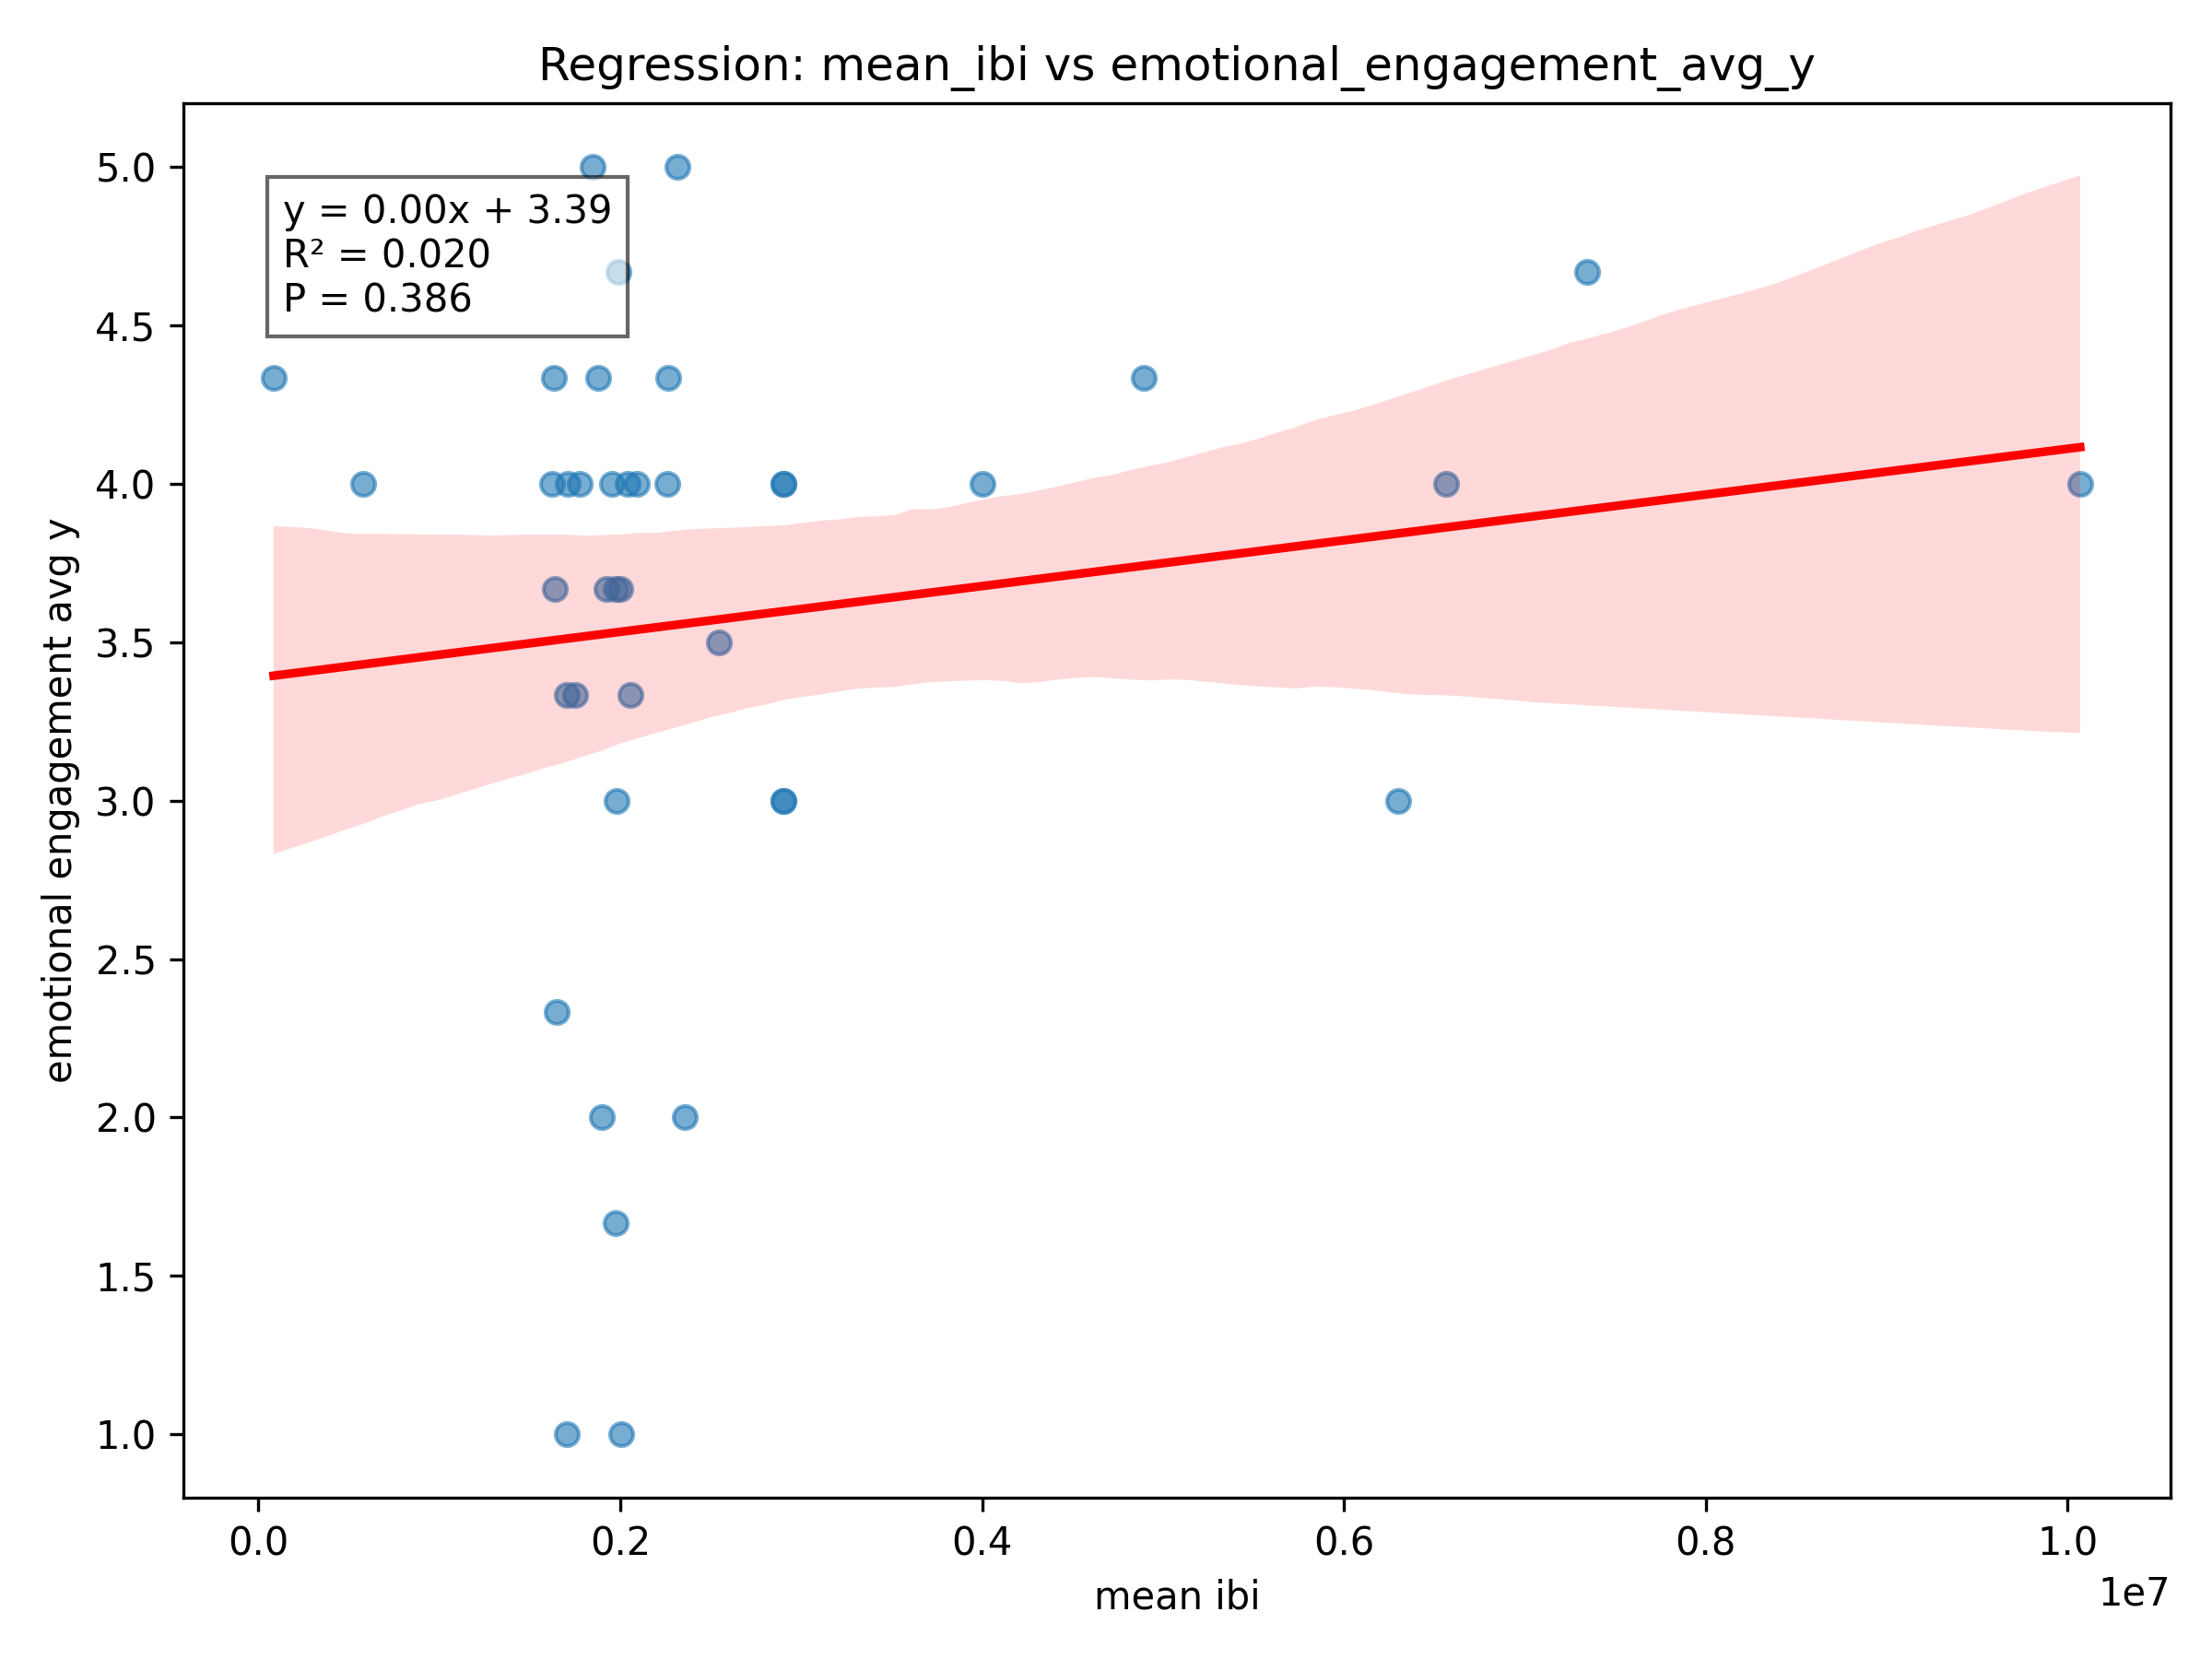 Regression: mean_ibi vs emotional_engagement_avg_y
y = 0.00x + 3.39
R² = 0.020
P = 0.386
emotional engagement avg y
5.0
4.5
4.0
3.5
3.0
2.5
2.0
1.5
1.0
0.0 0.2 0.4 0.6 0.8 1.0
1e7
mean ibi